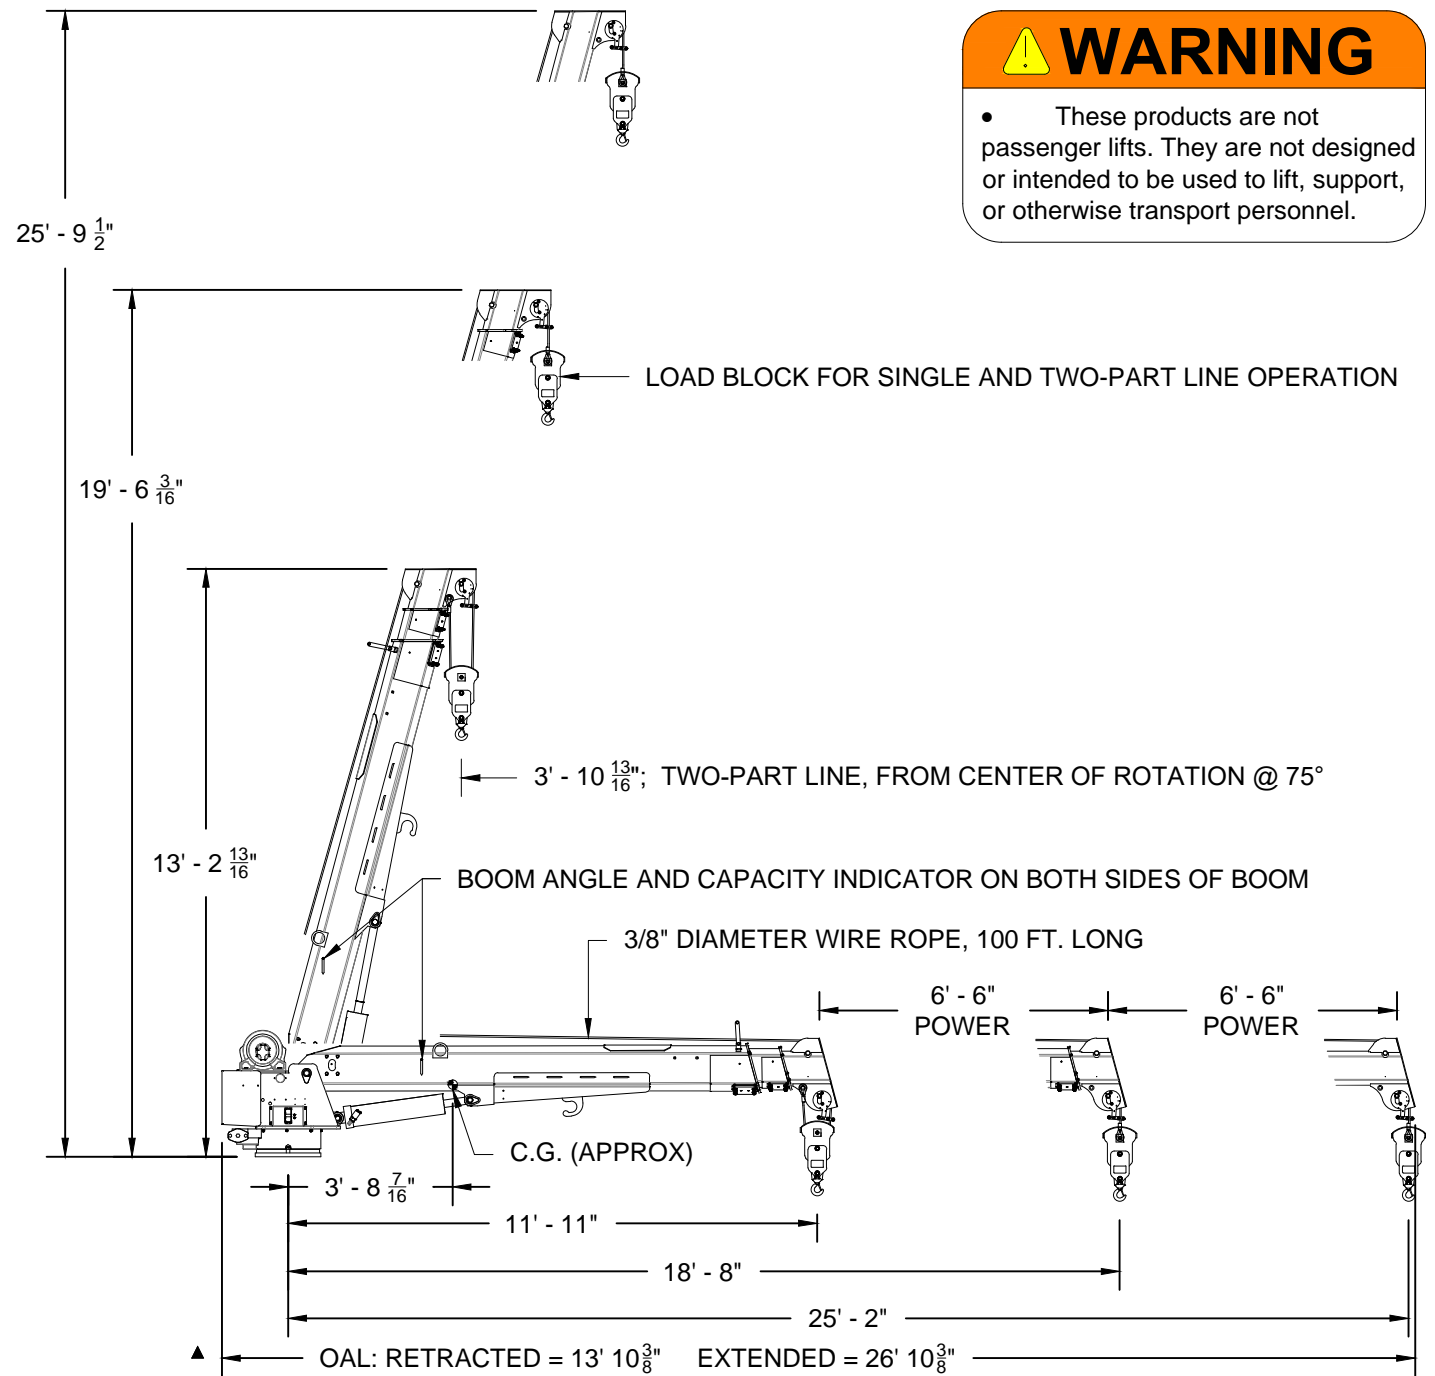 WARNING
• These products are not
passenger lifts. They are not designed
or intended to be used to lift, support,
or otherwise transport personnel.
25' - 9 1/2"
LOAD BLOCK FOR SINGLE AND TWO-PART LINE OPERATION
19' - 6 3/16"
3' - 10 13/16"; TWO-PART LINE, FROM CENTER OF ROTATION @ 75°
13' - 2 13/16"
BOOM ANGLE AND CAPACITY INDICATOR ON BOTH SIDES OF BOOM
3/8" DIAMETER WIRE ROPE, 100 FT. LONG
6' - 6"
POWER
6' - 6"
POWER
C.G. (APPROX)
3' - 8 7/16"
11' - 11"
18' - 8"
25' - 2"
OAL: RETRACTED = 13' 10 3/8" EXTENDED = 26' 10 3/8"